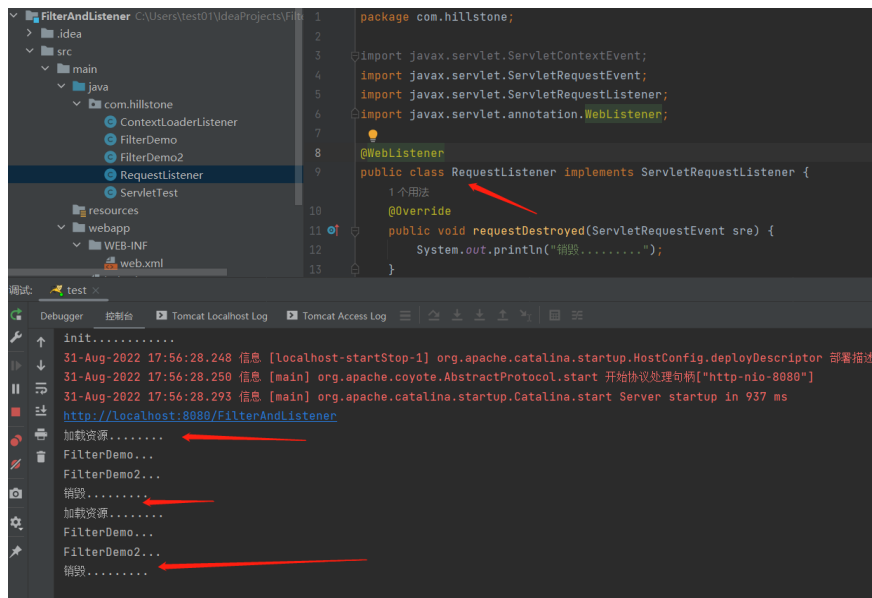 FilterAndListener C:\Users\test01\IdeaProjects\Filt
.idea
src
main
java
com.hillstone
ContextLoaderListener
FilterDemo
FilterDemo2
RequestListener
ServletTest
resources
webapp
WEB-INF
web.xml
1 package com.hillstone;
2
3 import javax.servlet.ServletContextEvent;
4 import javax.servlet.ServletRequestEvent;
5 import javax.servlet.ServletRequestListener;
6 import javax.servlet.annotation.WebListener;
7
8 @WebListener
9 public class RequestListener implements ServletRequestListener {
1 个用法
10 @Override
11 public void requestDestroyed(ServletRequestEvent sre) {
12 System.out.println("销毁.........");
13 }
调试: test
Debugger 控制台 Tomcat Localhost Log Tomcat Access Log
init............
31-Aug-2022 17:56:28.248 信息 [localhost-startStop-1] org.apache.catalina.startup.HostConfig.deployDescriptor 部署描述
31-Aug-2022 17:56:28.250 信息 [main] org.apache.coyote.AbstractProtocol.start 开始协议处理句柄["http-nio-8080"]
31-Aug-2022 17:56:28.293 信息 [main] org.apache.catalina.startup.Catalina.start Server startup in 937 ms
http://localhost:8080/FilterAndListener
加载资源........
FilterDemo...
FilterDemo2...
销毁.........
加载资源........
FilterDemo...
FilterDemo2...
销毁.........